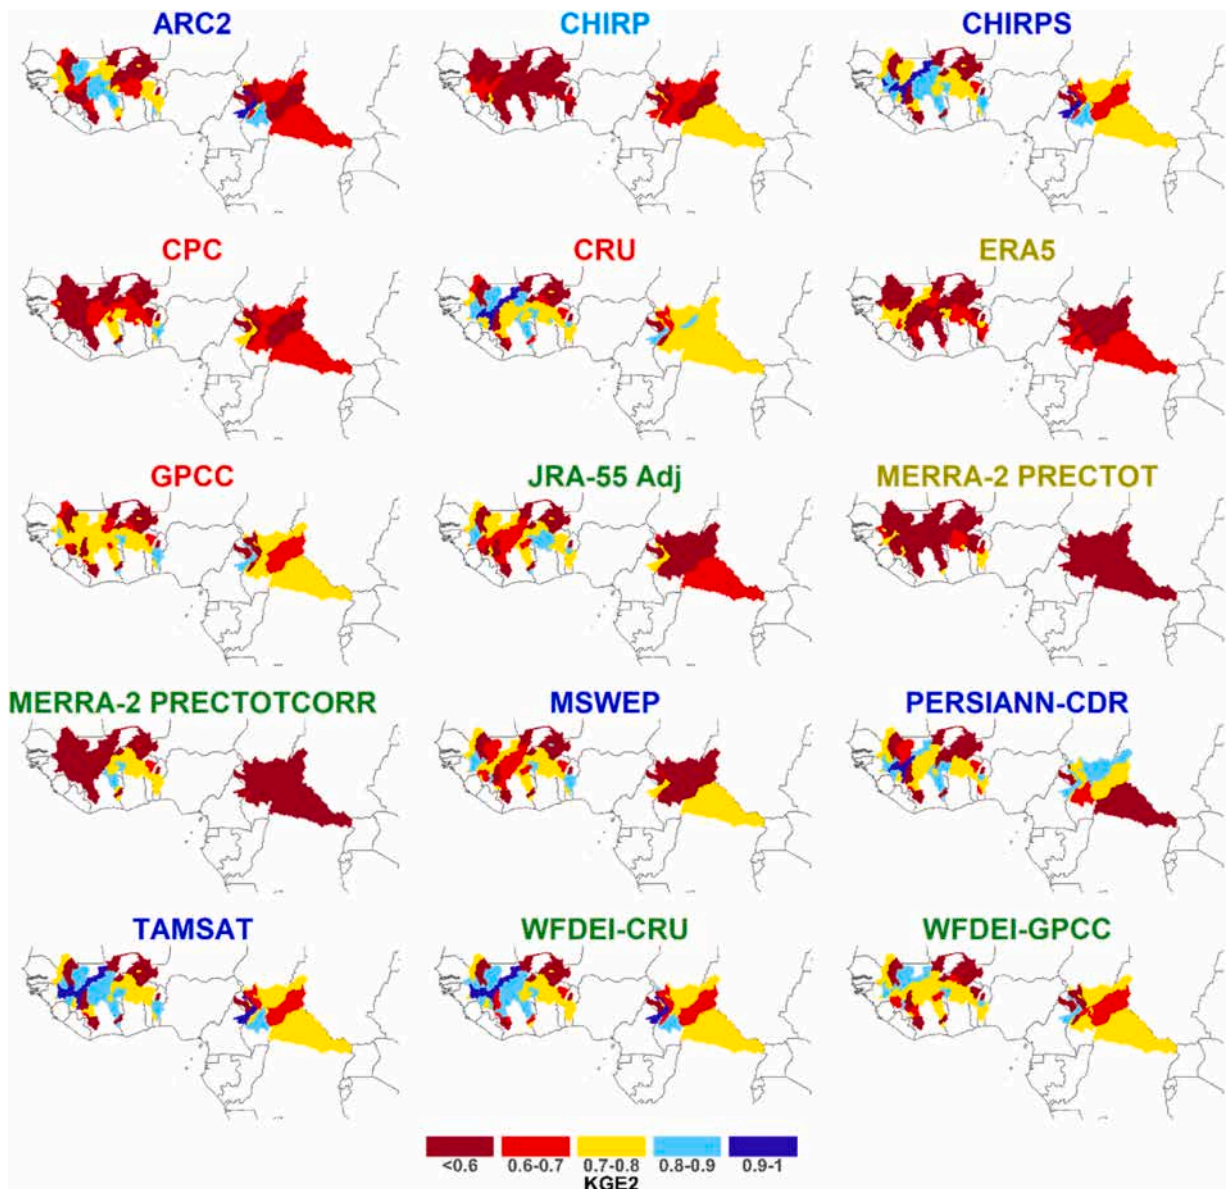 ARC2 CHIRP CHIRPS
CPC CRU ERA5
GPCC JRA-55 Adj MERRA-2 PRECTOT
MERRA-2 PRECTOTCORR MSWEP PERSIANN-CDR
TAMSAT WFDEI-CRU WFDEI-GPCC
<0.6 0.6-0.7 0.7-0.8 0.8-0.9 0.9-1
KGE2